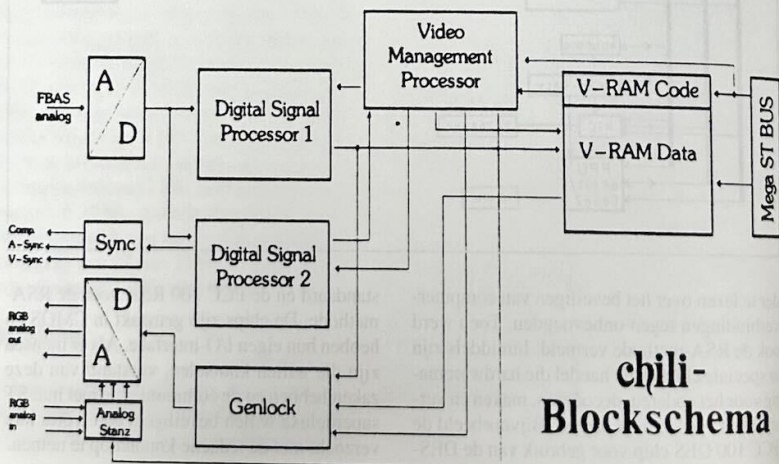 Video
Management
Processor
A
D
FBAS
analog
Digital Signal
Processor 1
V-RAM Code
V-RAM Data
Mega ST BUS
Comp.
A-Sync
V-Sync
Sync
Digital Signal
Processor 2
D
A
RGB
analog
out
RGB
analog
in
Analog
Stanz
Genlock
chili-
Blockschema